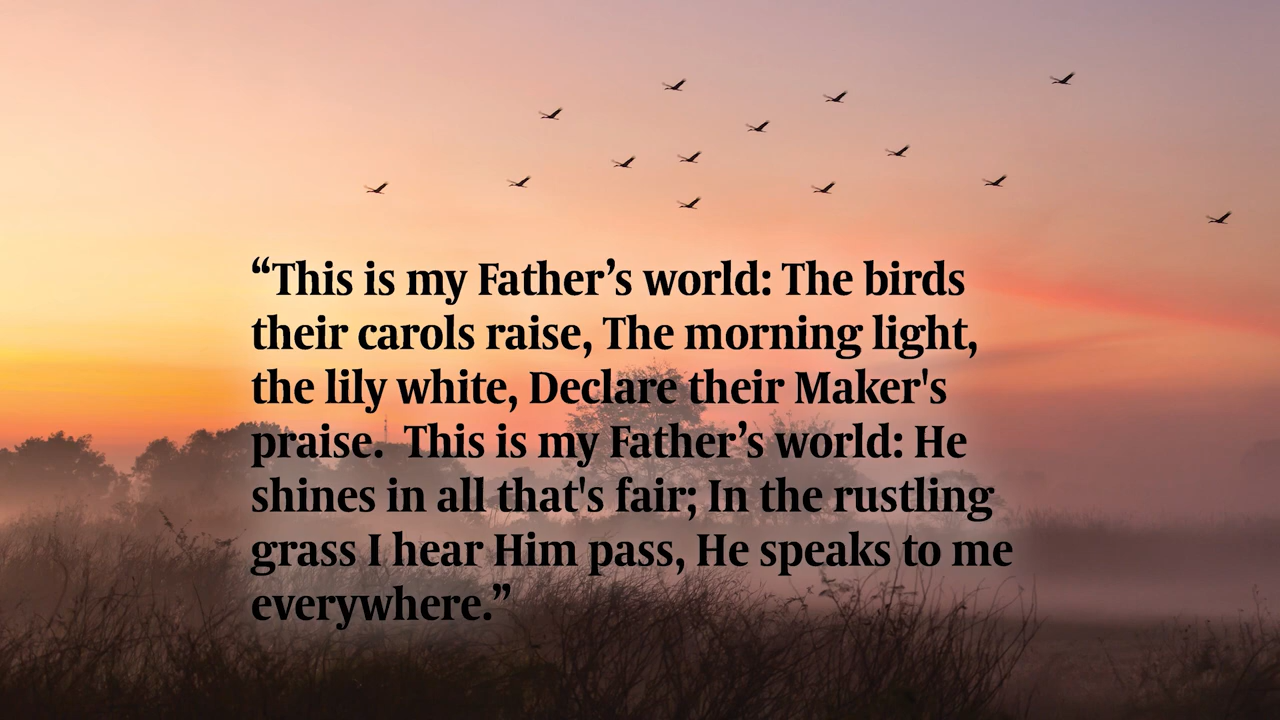 “This is my Father’s world: The birds
their carols raise, The morning light,
the lily white, Declare their Maker's
praise.  This is my Father’s world: He
shines in all that's fair; In the rustling
grass I hear Him pass, He speaks to me
everywhere.”